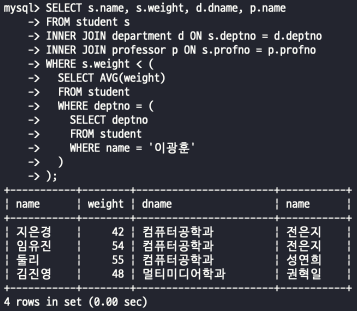 mysql> SELECT s.name, s.weight, d.dname, p.name
    -> FROM student s
    -> INNER JOIN department d ON s.deptno = d.deptno
    -> INNER JOIN professor p ON s.profno = p.profno
    -> WHERE s.weight < (
    ->   SELECT AVG(weight)
    ->   FROM student
    ->   WHERE deptno = (
    ->     SELECT deptno
    ->     FROM student
    ->     WHERE name = '이광훈'
    ->   )
    -> );
+-----------+--------+--------------------+-----------+
| name      | weight | dname              | name      |
+-----------+--------+--------------------+-----------+
| 지은경    |     42 | 컴퓨터공학과       | 전은지    |
| 임유진    |     54 | 컴퓨터공학과       | 전은지    |
| 둘리      |     55 | 컴퓨터공학과       | 성연희    |
| 김진영    |     48 | 멀티미디어학과     | 권혁일    |
+-----------+--------+--------------------+-----------+
4 rows in set (0.00 sec)